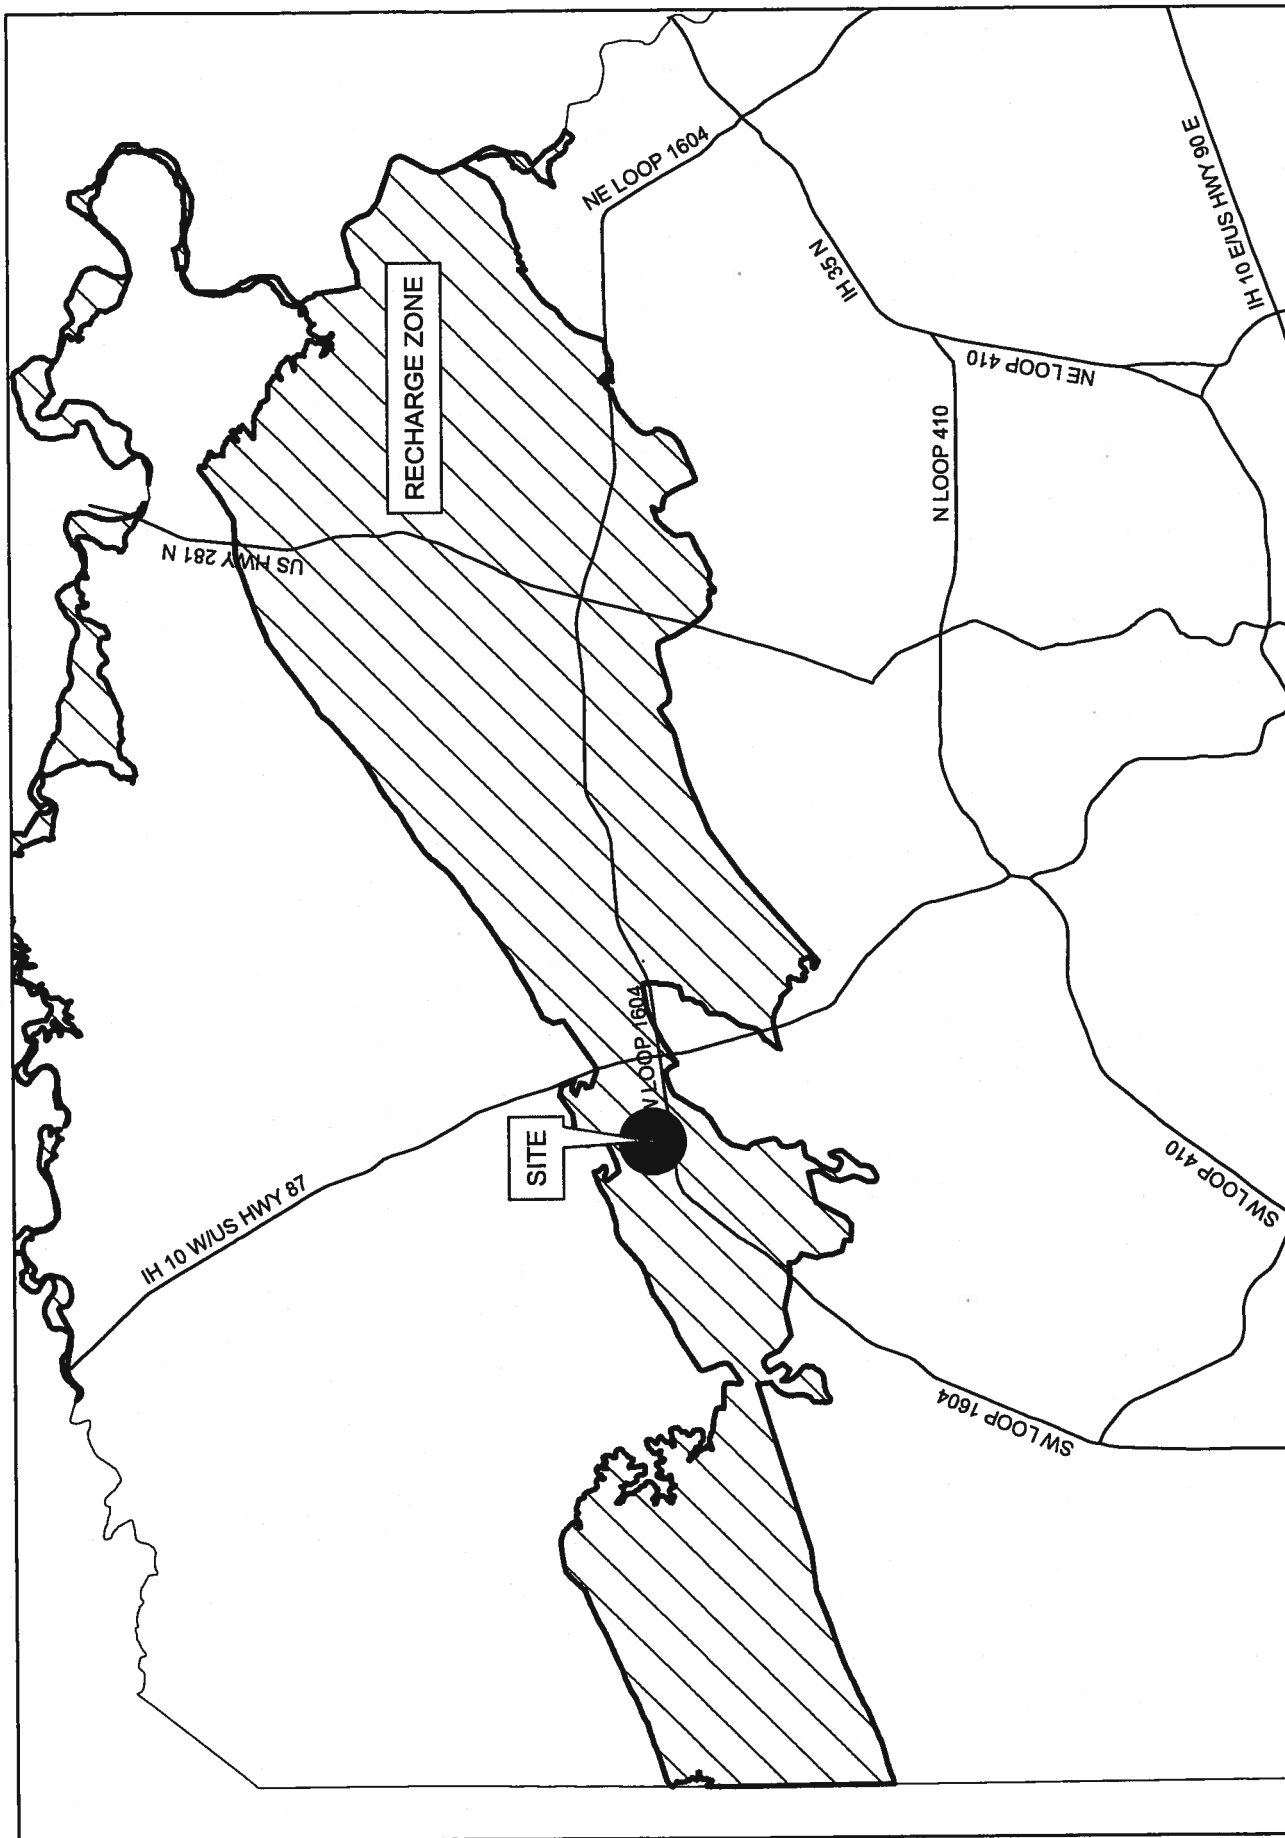 NE LOOP 1604
IH 35 N
IH 10 E/US HWY 90 E
RECHARGE ZONE
NE LOOP 410
N LOOP 410
US HWY 281 N
LOOP 1604
SITE
IH 10 W/US HWY 87
SW LOOP 410
SW LOOP 1604